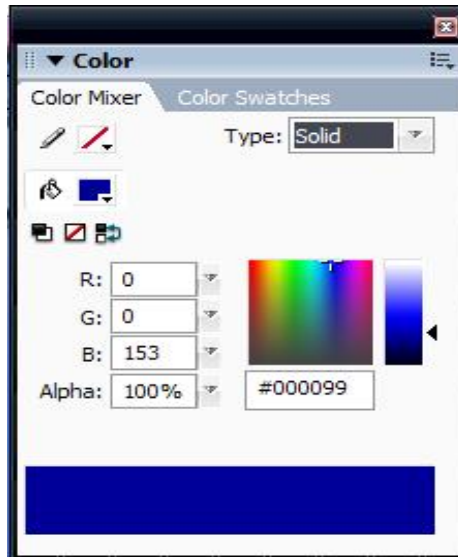 Color
Color Mixer Color Swatches
Type: Solid
R: 0
G: 0
B: 153
Alpha: 100% #000099